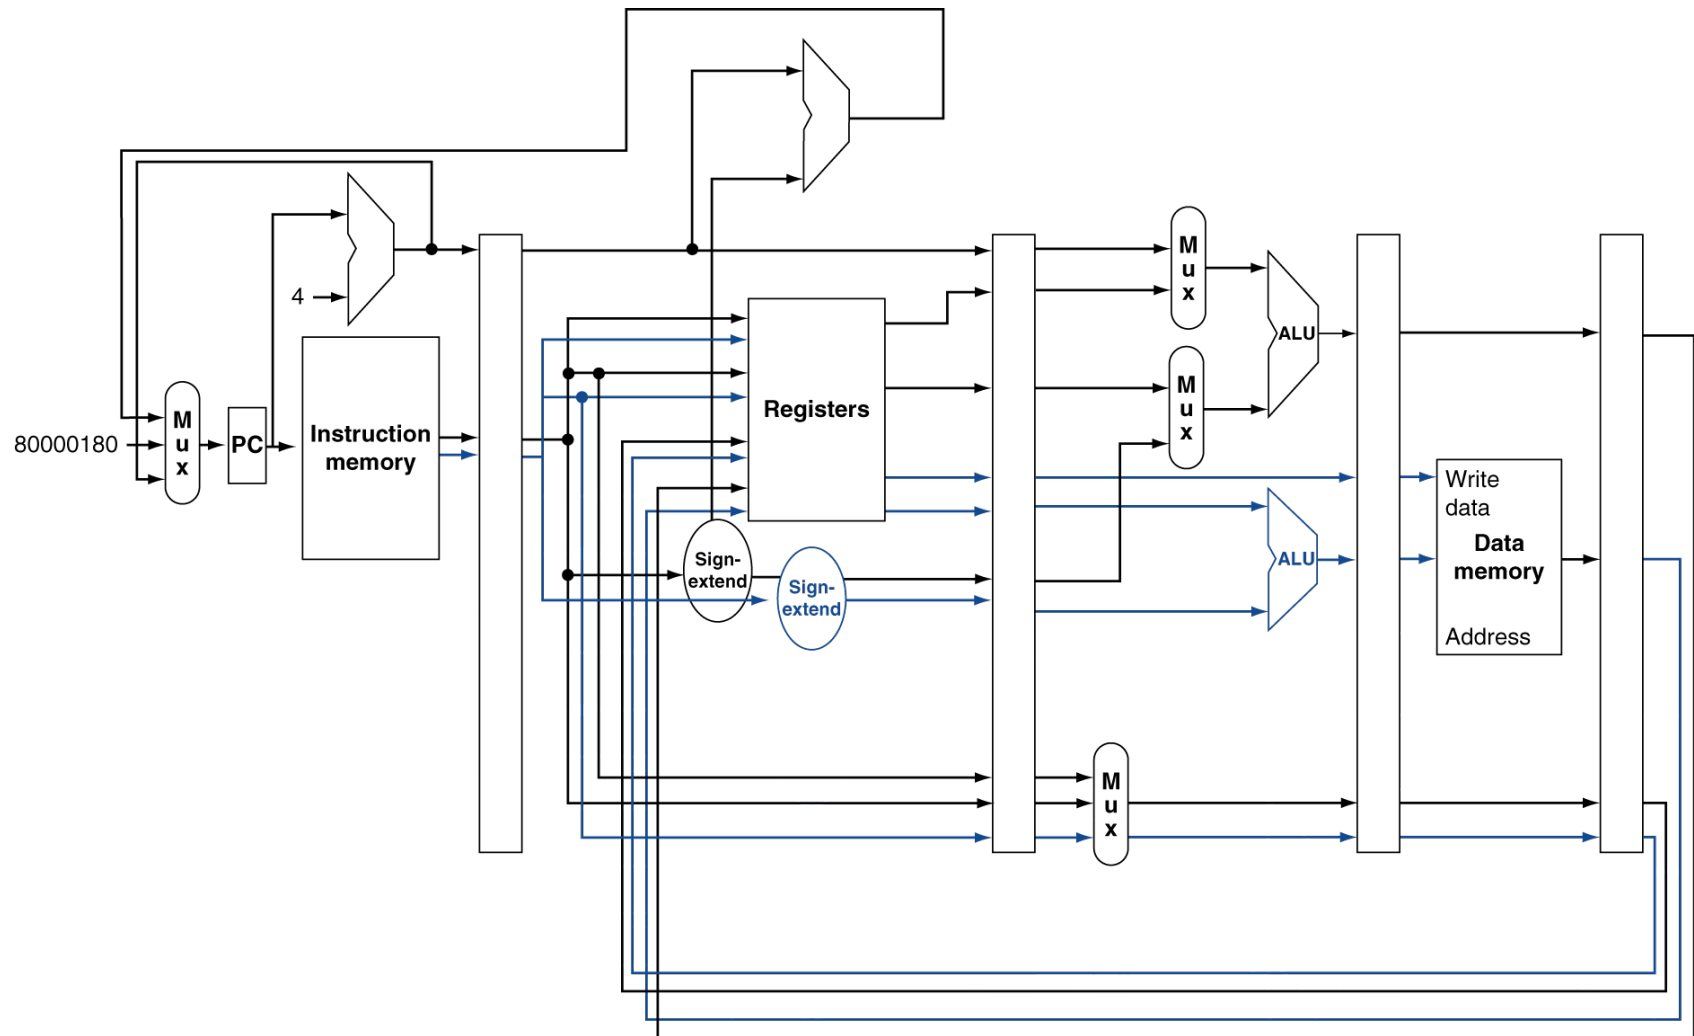 4
M
u
x
80000180
PC
Instruction
memory
Registers
Sign-
extend
Sign-
extend
M
u
x
M
u
x
ALU
ALU
M
u
x
Write
data
Data
memory
Address